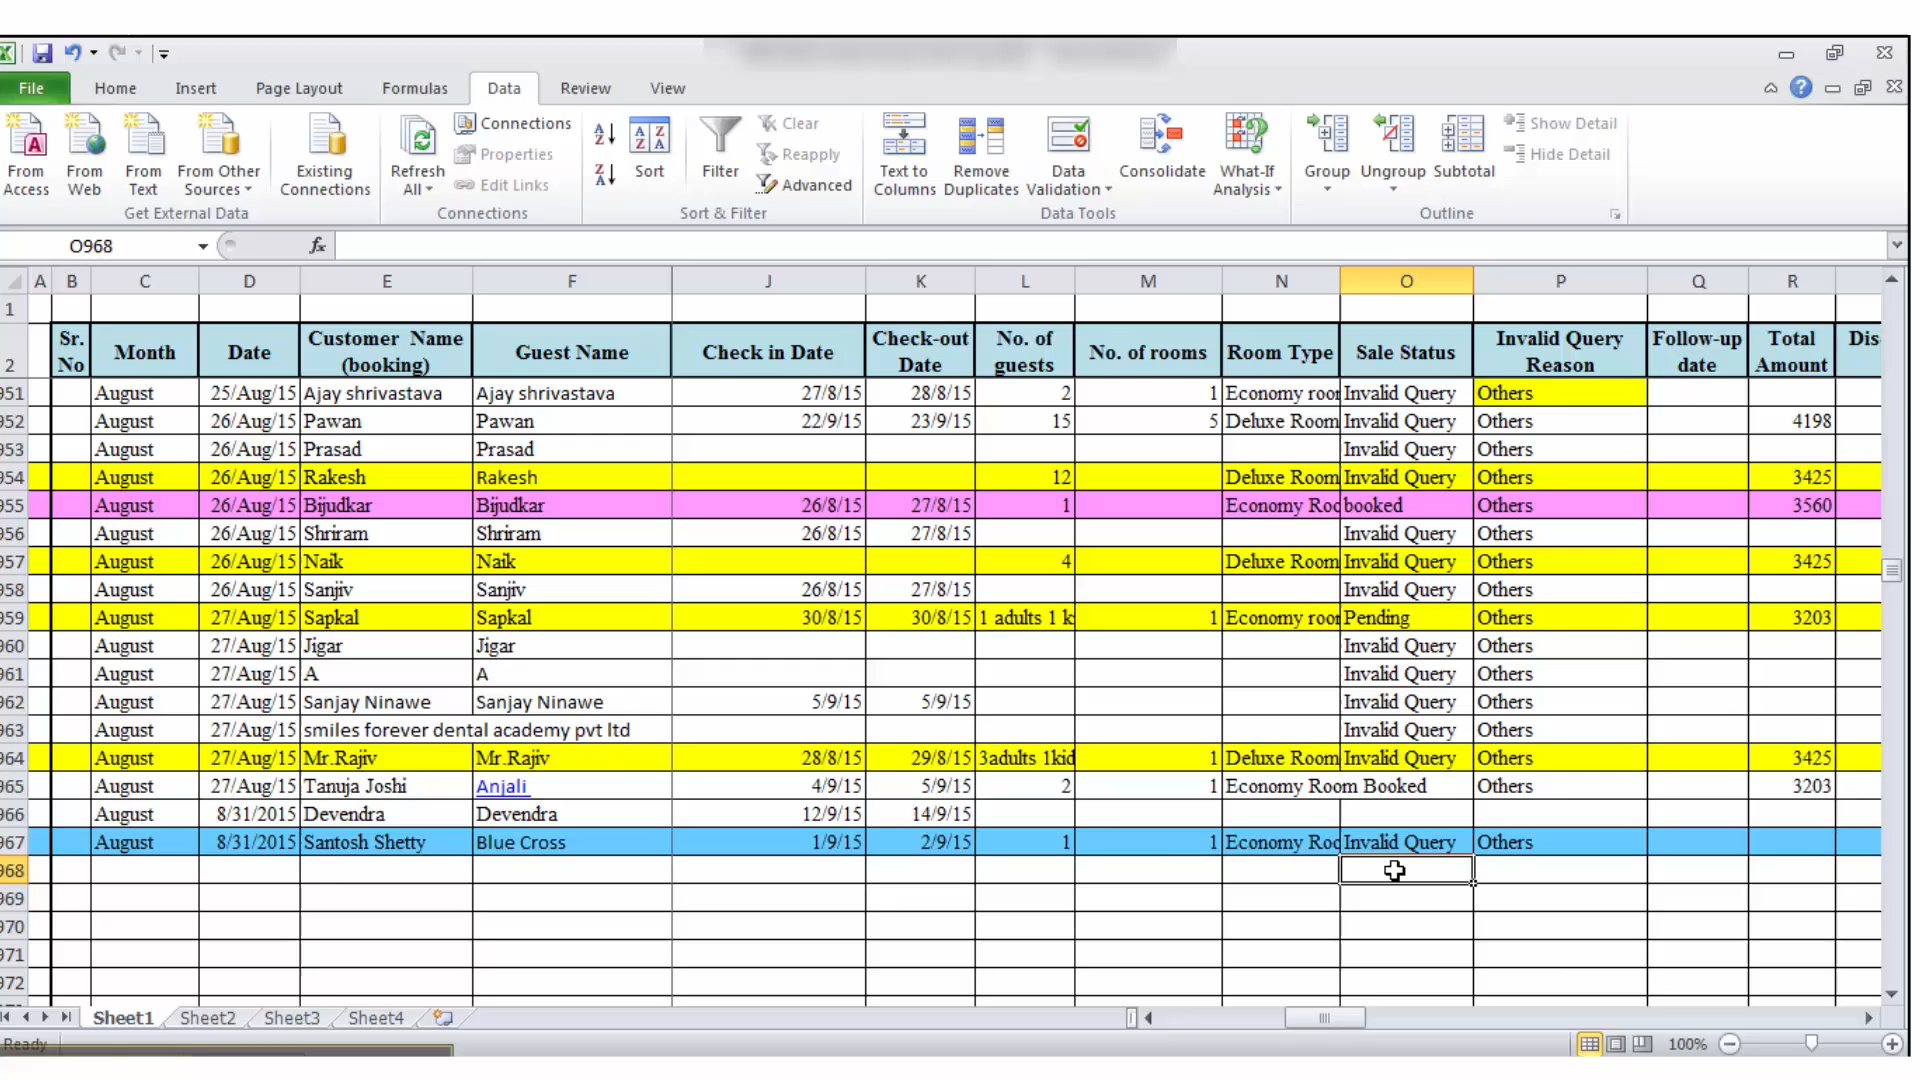 File Home Insert Page Layout Formulas Data Review View
From Access From Web From Text From Other Sources Existing Connections Refresh All Connections Properties Edit Links Sort Filter Clear Reapply Advanced Text to Columns Remove Duplicates Data Validation Consolidate What-If Analysis Group Ungroup Subtotal Show Detail Hide Detail
Get External Data Connections Sort & Filter Data Tools Outline
O968 fx
A B C D E F J K L M N O P Q R
1
2 Sr. No Month Date Customer Name (booking) Guest Name Check in Date Check-out Date No. of guests No. of rooms Room Type Sale Status Invalid Query Reason Follow-up date Total Amount Dis
951 August 25/Aug/15 Ajay shrivastava Ajay shrivastava 27/8/15 28/8/15 2 1 Economy roor Invalid Query Others
952 August 26/Aug/15 Pawan Pawan 22/9/15 23/9/15 15 5 Deluxe Room Invalid Query Others 4198
953 August 26/Aug/15 Prasad Prasad Invalid Query Others
954 August 26/Aug/15 Rakesh Rakesh 12 Deluxe Room Invalid Query Others 3425
955 August 26/Aug/15 Bijudkar Bijudkar 26/8/15 27/8/15 1 Economy Roo booked Others 3560
956 August 26/Aug/15 Shriram Shriram 26/8/15 27/8/15 Invalid Query Others
957 August 26/Aug/15 Naik Naik 4 Deluxe Room Invalid Query Others 3425
958 August 26/Aug/15 Sanjiv Sanjiv 26/8/15 27/8/15 Invalid Query Others
959 August 27/Aug/15 Sapkal Sapkal 30/8/15 30/8/15 1 adults 1 k 1 Economy roor Pending Others 3203
960 August 27/Aug/15 Jigar Jigar Invalid Query Others
961 August 27/Aug/15 A A Invalid Query Others
962 August 27/Aug/15 Sanjay Ninawe Sanjay Ninawe 5/9/15 5/9/15 Invalid Query Others
963 August 27/Aug/15 smiles forever dental academy pvt ltd Invalid Query Others
964 August 27/Aug/15 Mr.Rajiv Mr.Rajiv 28/8/15 29/8/15 3adults 1kid 1 Deluxe Room Invalid Query Others 3425
965 August 27/Aug/15 Tanuja Joshi Anjali 4/9/15 5/9/15 2 1 Economy Room Booked Others 3203
966 August 8/31/2015 Devendra Devendra 12/9/15 14/9/15
967 August 8/31/2015 Santosh Shetty Blue Cross 1/9/15 2/9/15 1 1 Economy Roo Invalid Query Others
968
969
970
971
972
Sheet1 Sheet2 Sheet3 Sheet4
Ready 100%